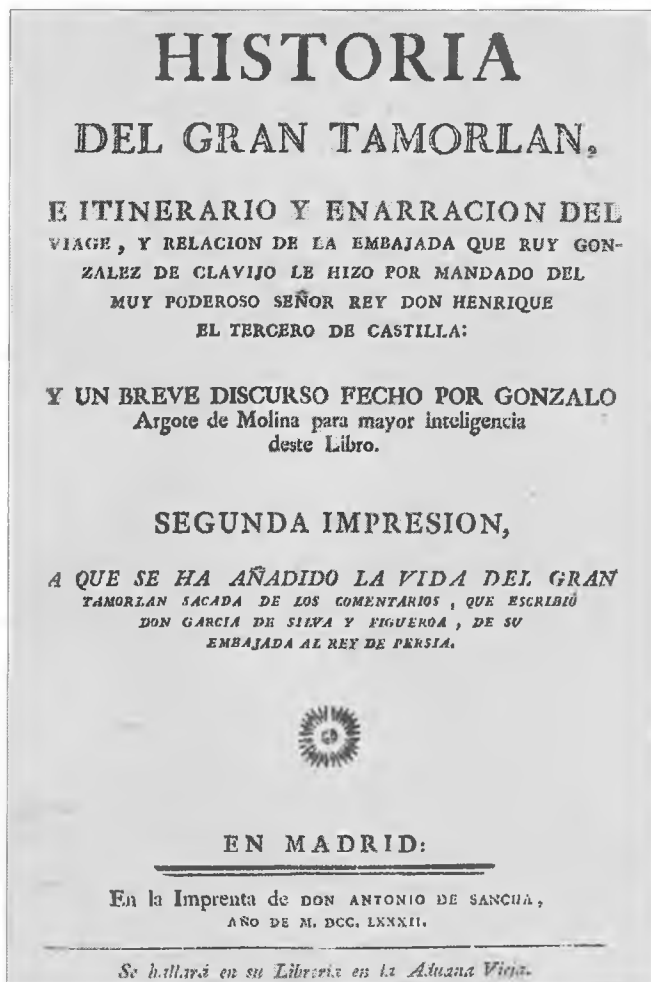 HISTORIA
DEL GRAN TAMORLAN,
E ITINERARIO Y ENARRACION DEL
VIAGE, Y RELACION DE LA EMBAJADA QUE RUY GON-
ZALEZ DE CLAVIJO LE HIZO POR MANDADO DEL
MUY PODEROSO SEÑOR REY DON HENRIQUE
EL TERCERO DE CASTILLA:
Y UN BREVE DISCURSO FECHO POR GONZALO
Argote de Molina para mayor inteligencia
deste Libro.
SEGUNDA IMPRESION,
A QUE SE HA AÑADIDO LA VIDA DEL GRAN
TAMORLAN SACADA DE LOS COMENTARIOS, QUE ESCRIBIÓ
DON GARCIA DE SILVA Y FIGUEROA, DE SU
EMBAJADA AL REY DE PERSIA.
EN MADRID:
En la Imprenta de DON ANTONIO DE SANCHA,
AÑO DE M. DCC. LXXXII.
Se hallará en su Librería en la Aduana Vieja.